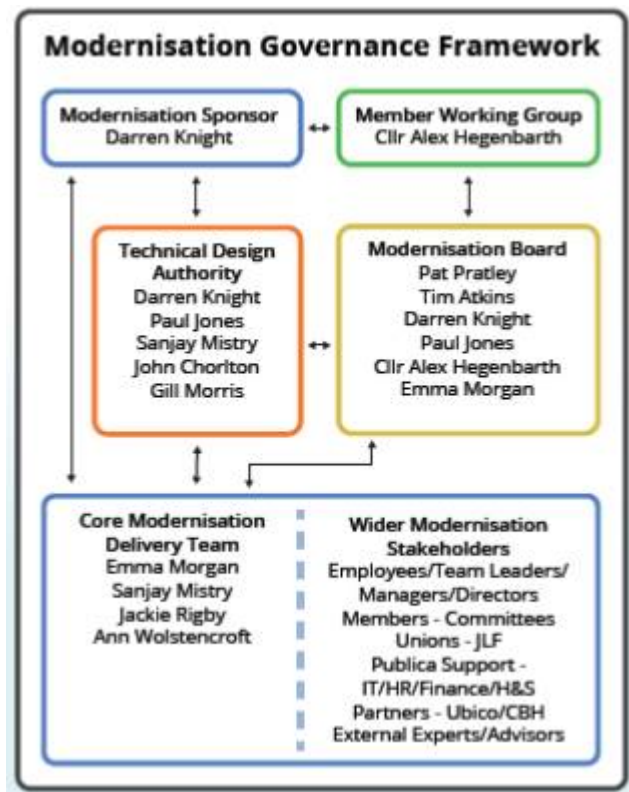 Modernisation Governance Framework
Modernisation Sponsor
Darren Knight
Member Working Group
Cllr Alex Hegenbarth
Technical Design
Authority
Darren Knight
Paul Jones
Sanjay Mistry
John Chorlton
Gill Morris
Modernisation Board
Pat Pratley
Tim Atkins
Darren Knight
Paul Jones
Cllr Alex Hegenbarth
Emma Morgan
Core Modernisation
Delivery Team
Emma Morgan
Sanjay Mistry
Jackie Rigby
Ann Wolstencroft
Wider Modernisation
Stakeholders
Employees/Team Leaders/
Managers/Directors
Members - Committees
Unions - JLF
Publica Support -
IT/HR/Finance/H&S
Partners - Ubico/CBH
External Experts/Advisors